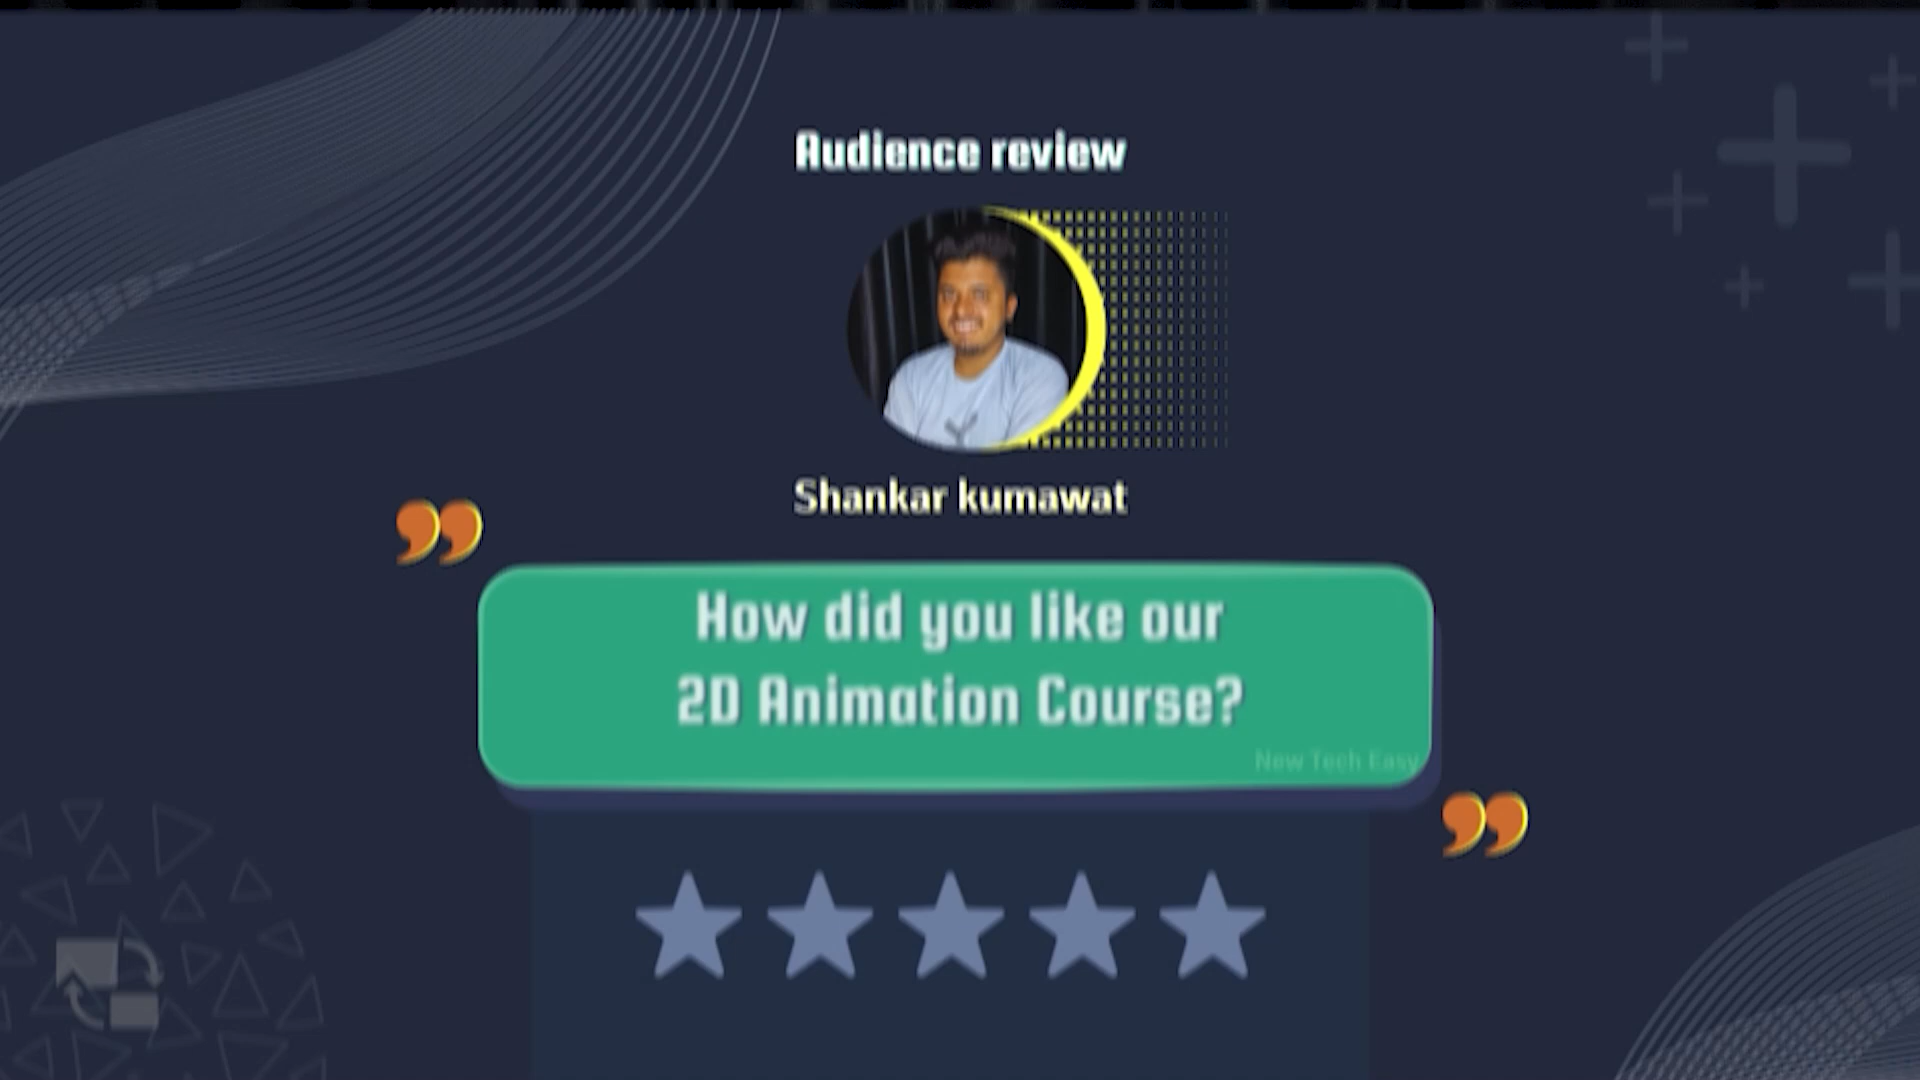 Audience review
Shankar kumawat
How did you like our
2D Animation Course?
New Tech Easy